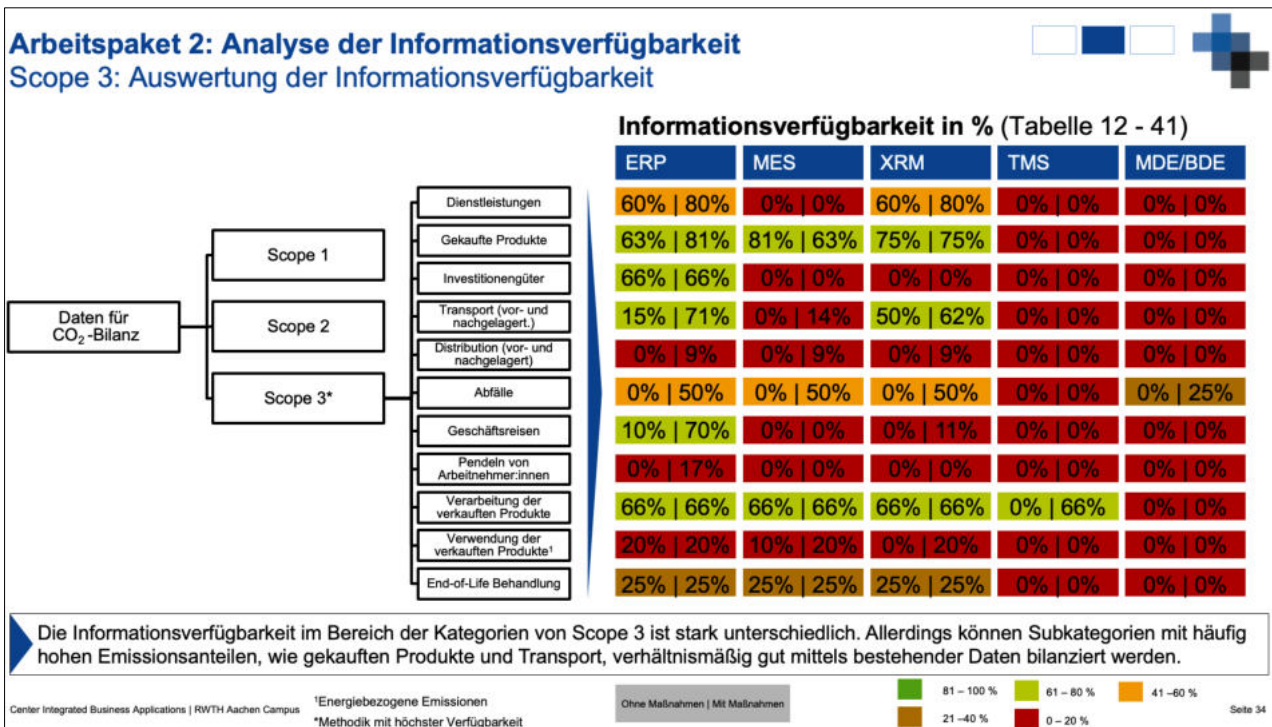 Arbeitspaket 2: Analyse der Informationsverfügbarkeit
Scope 3: Auswertung der Informationsverfügbarkeit
Informationsverfügbarkeit in % (Tabelle 12 - 41)
ERP MES XRM TMS MDE/BDE
Daten für
CO₂-Bilanz
Scope 1
Scope 2
Scope 3*
Dienstleistungen 60% | 80% 0% | 0% 60% | 80% 0% | 0% 0% | 0%
Gekaufte Produkte 63% | 81% 81% | 63% 75% | 75% 0% | 0% 0% | 0%
Investitionengüter 66% | 66% 0% | 0% 0% | 0% 0% | 0% 0% | 0%
Transport (vor- und
nachgelagert.) 15% | 71% 0% | 14% 50% | 62% 0% | 0% 0% | 0%
Distribution (vor- und
nachgelagert) 0% | 9% 0% | 9% 0% | 9% 0% | 0% 0% | 0%
Abfälle 0% | 50% 0% | 50% 0% | 50% 0% | 0% 0% | 25%
Geschäftsreisen 10% | 70% 0% | 0% 0% | 11% 0% | 0% 0% | 0%
Pendeln von
Arbeitnehmer:innen 0% | 17% 0% | 0% 0% | 0% 0% | 0% 0% | 0%
Verarbeitung der
verkauften Produkte 66% | 66% 66% | 66% 66% | 66% 0% | 66% 0% | 0%
Verwendung der
verkauften Produkte¹ 20% | 20% 10% | 20% 0% | 20% 0% | 0% 0% | 0%
End-of-Life Behandlung 25% | 25% 25% | 25% 25% | 25% 0% | 0% 0% | 0%
Die Informationsverfügbarkeit im Bereich der Kategorien von Scope 3 ist stark unterschiedlich. Allerdings können Subkategorien mit häufig
hohen Emissionsanteilen, wie gekauften Produkte und Transport, verhältnismäßig gut mittels bestehender Daten bilanziert werden.
Center Integrated Business Applications | RWTH Aachen Campus
¹Energiebezogene Emissionen
*Methodik mit höchster Verfügbarkeit
Ohne Maßnahmen | Mit Maßnahmen
81 – 100 % 61 – 80 % 41 –60 %
21 –40 % 0 – 20 %
Seite 34